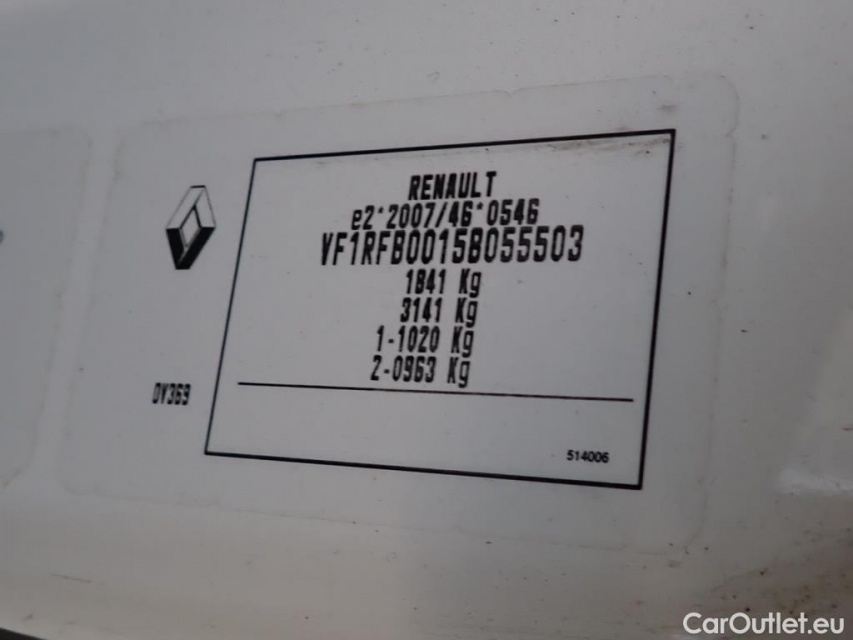 RENAULT
e2*2007/46*0546
VF1RFB00158055503
1841 Kg
3141 Kg
1-1020 Kg
2-0963 Kg
DV369
514006
CarOutlet.eu